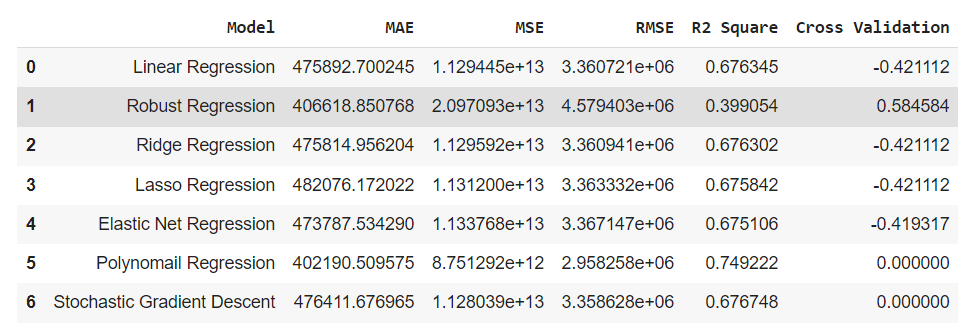 Model MAE MSE RMSE R2 Square Cross Validation
0 Linear Regression 475892.700245 1.129445e+13 3.360721e+06 0.676345 -0.421112
1 Robust Regression 406618.850768 2.097093e+13 4.579403e+06 0.399054 0.584584
2 Ridge Regression 475814.956204 1.129592e+13 3.360941e+06 0.676302 -0.421112
3 Lasso Regression 482076.172022 1.131200e+13 3.363332e+06 0.675842 -0.421112
4 Elastic Net Regression 473787.534290 1.133768e+13 3.367147e+06 0.675106 -0.419317
5 Polynomail Regression 402190.509575 8.751292e+12 2.958258e+06 0.749222 0.000000
6 Stochastic Gradient Descent 476411.676965 1.128039e+13 3.358628e+06 0.676748 0.000000